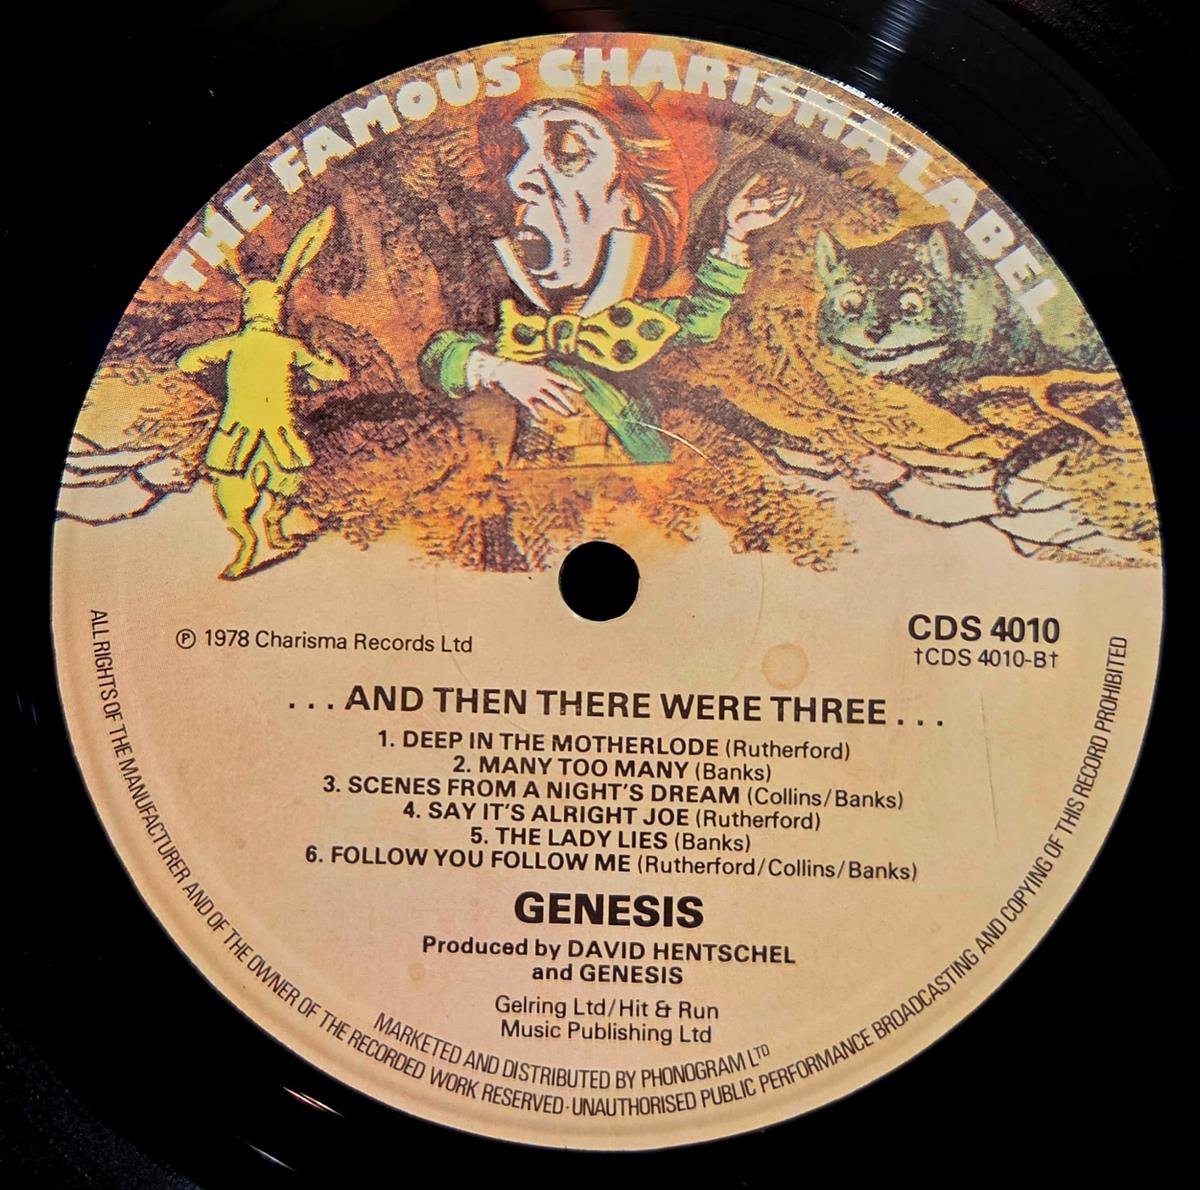 THE FAMOUS CHARISMA LABEL
℗ 1978 Charisma Records Ltd
CDS 4010
†CDS 4010-B†
...AND THEN THERE WERE THREE...
1. DEEP IN THE MOTHERLODE (Rutherford)
2. MANY TOO MANY (Banks)
3. SCENES FROM A NIGHT'S DREAM (Collins/Banks)
4. SAY IT'S ALRIGHT JOE (Rutherford)
5. THE LADY LIES (Banks)
6. FOLLOW YOU FOLLOW ME (Rutherford/Collins/Banks)
GENESIS
Produced by DAVID HENTSCHEL
and GENESIS
Gelring Ltd/Hit & Run
Music Publishing Ltd
MARKETED AND DISTRIBUTED BY PHONOGRAM LTD
ALL RIGHTS OF THE MANUFACTURER AND OF THE OWNER OF THE RECORDED WORK RESERVED · UNAUTHORISED PUBLIC PERFORMANCE BROADCASTING AND COPYING OF THIS RECORD PROHIBITED